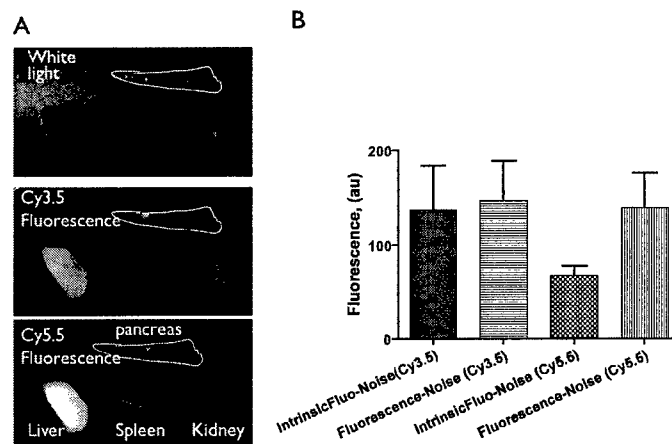 A
White
light
Cy3.5
Fluorescence
pancreas
Cy5.5
Fluorescence
Liver Spleen Kidney
B
Fluorescence, (au)
200
100
0
IntrinsicFluo-Noise(Cy3.5)
Fluorescence-Noise (Cy3.5)
IntrinsicFluo-Noise (Cy5.5)
Fluorescence-Noise (Cy5.5)